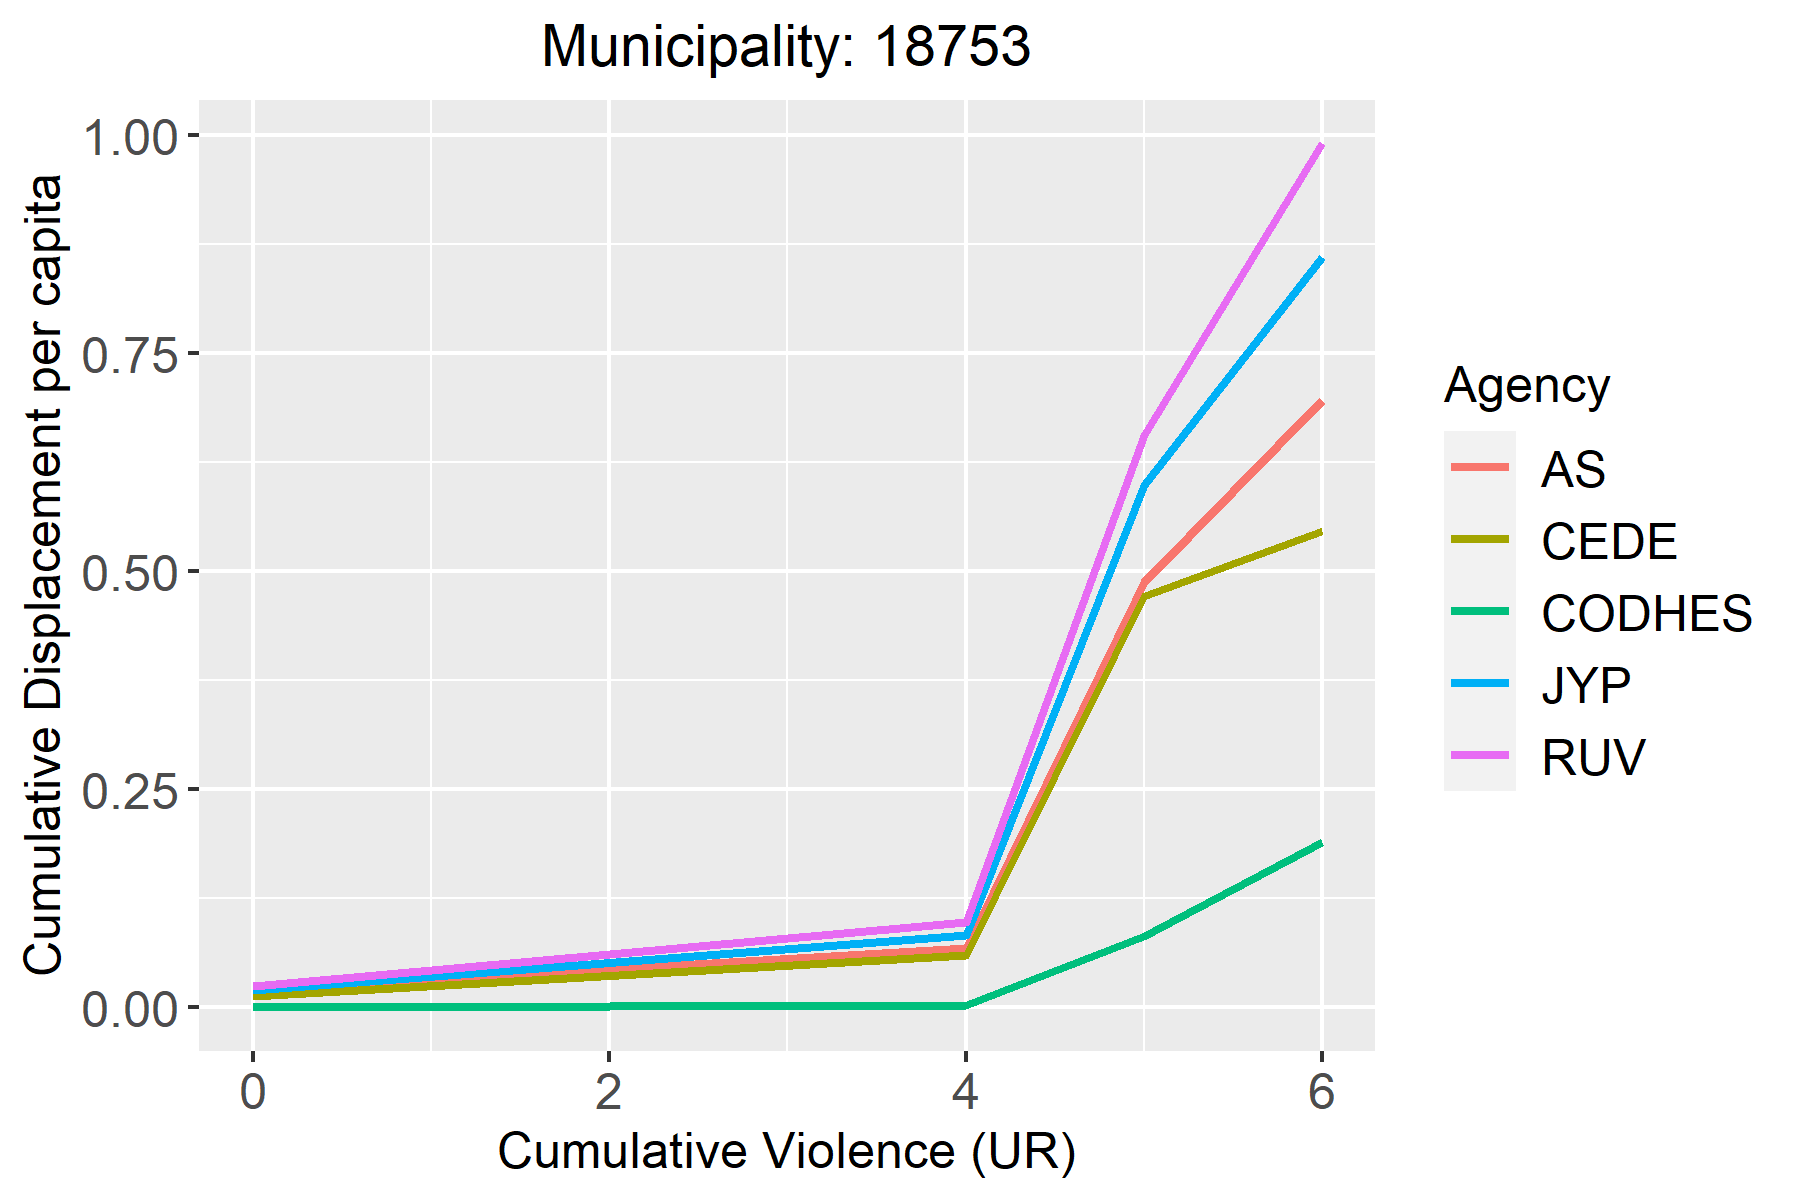 Municipality: 18753
1.00
0.75
0.50
0.25
0.00
Cumulative Displacement per capita
0
2
4
6
Cumulative Violence (UR)
Agency
AS
CEDE
CODHES
JYP
RUV